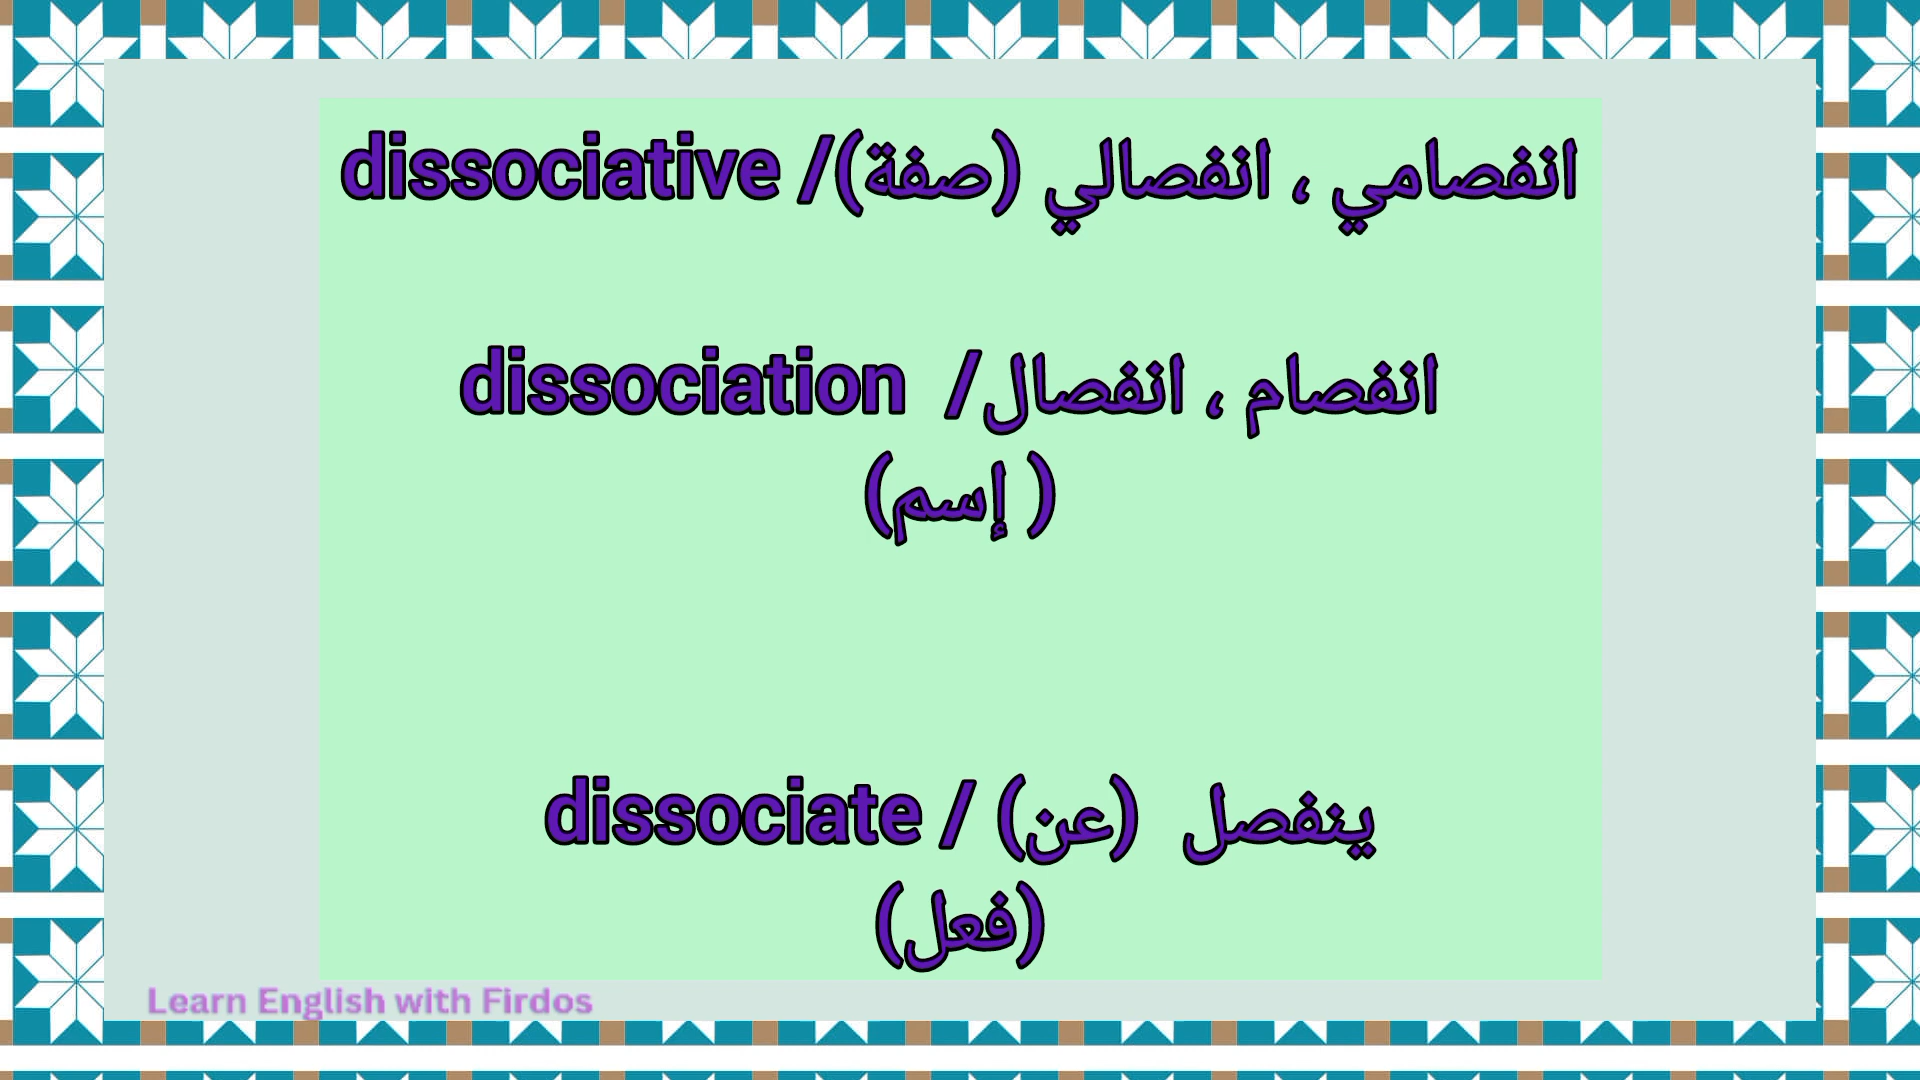 dissociative /انفصامي ، انفصالي (صفة)
dissociation /انفصام ، انفصال
( إسم)
dissociate / ينفصل (عن)
(فعل)
Learn English with Firdos